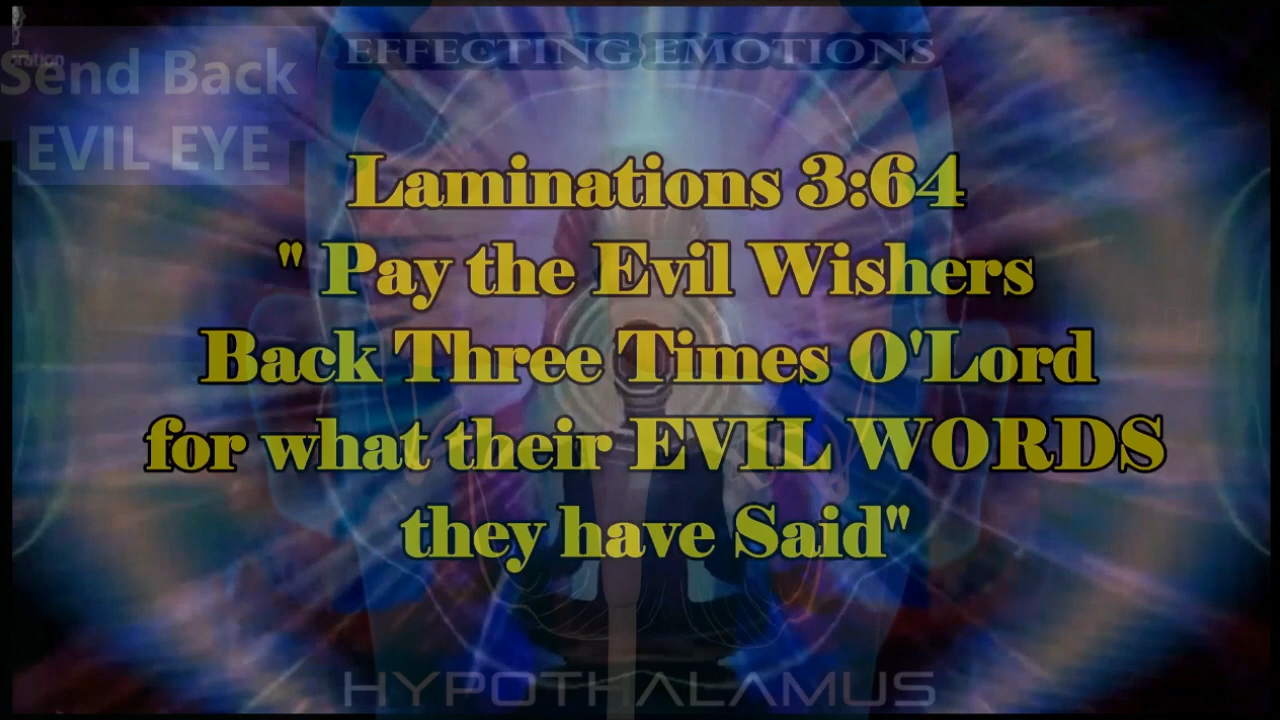 Send Back
EVIL EYE
EFFECTING EMOTIONS
Laminations 3:64
" Pay the Evil Wishers
Back Three Times O'Lord
for what their EVIL WORDS
they have Said"
HYPOTHALAMUS